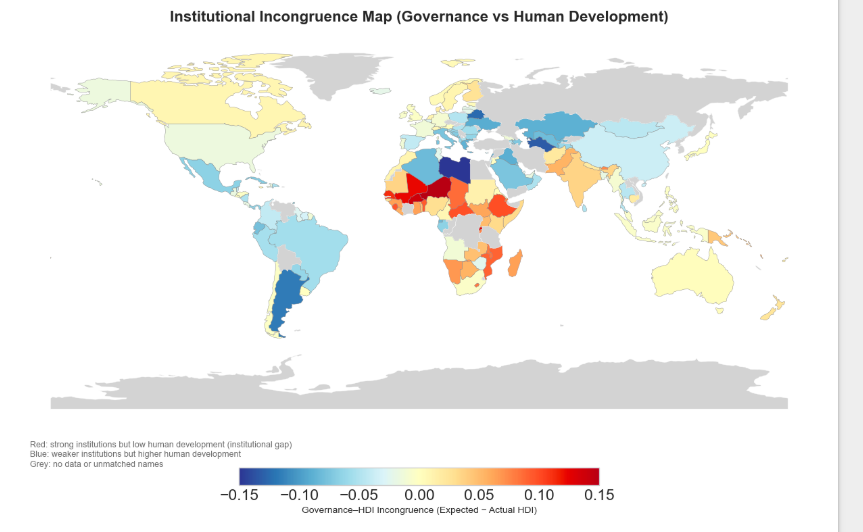 Institutional Incongruence Map (Governance vs Human Development)
Red: strong institutions but low human development (institutional gap)
Blue: weaker institutions but higher human development
Grey: no data or unmatched names
−0.15 −0.10 −0.05 0.00 0.05 0.10 0.15
Governance–HDI Incongruence (Expected − Actual HDI)